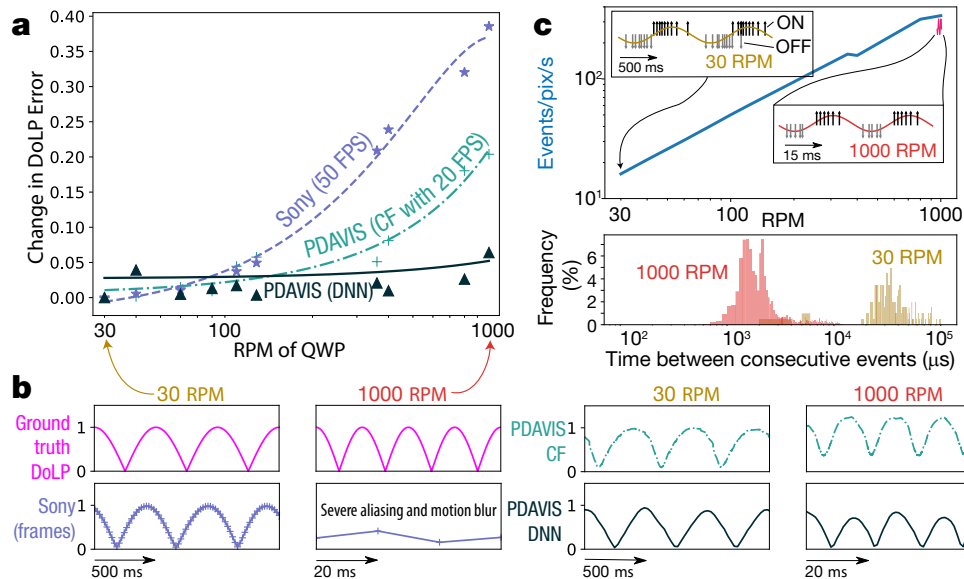 a
Change in DoLP Error
0.40
0.35
0.30
0.25
0.20
0.15
0.10
0.05
0.00
Sony (50 FPS)
PDAVIS (CF with 20 FPS)
PDAVIS (DNN)
30
100
1000
RPM of QWP
30 RPM
1000 RPM
c
Events/pix/s
10²
10¹
ON
OFF
500 ms
30 RPM
15 ms
1000 RPM
30
100
1000
RPM
Frequency
(%)
6
4
2
0
1000 RPM
30 RPM
10²
10³
10⁴
10⁵
Time between consecutive events (μs)
b
Ground
truth
DoLP
1
0
Sony
(frames)
1
0
500 ms
Severe aliasing and motion blur
20 ms
30 RPM
1000 RPM
PDAVIS
CF
1
0
PDAVIS
DNN
1
0
500 ms
20 ms